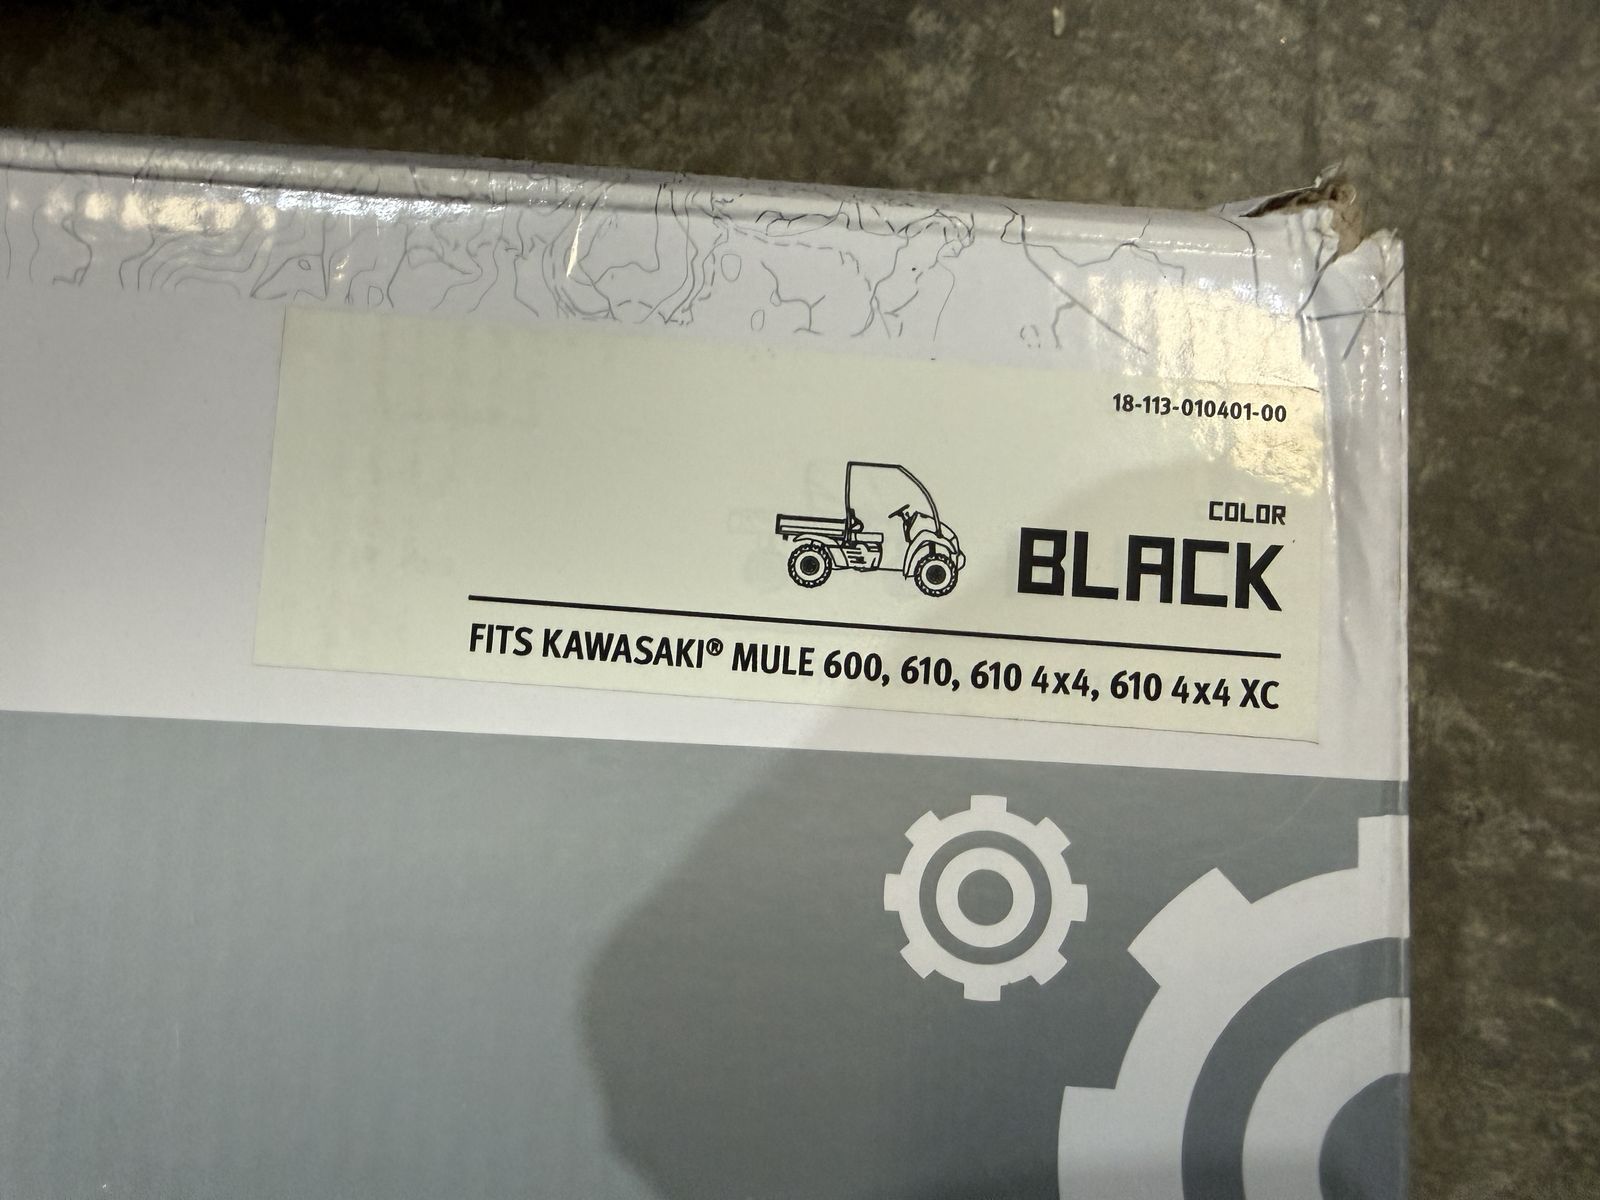 18-113-010401-00
COLOR
BLACK
FITS KAWASAKI® MULE 600, 610, 610 4x4, 610 4x4 XC